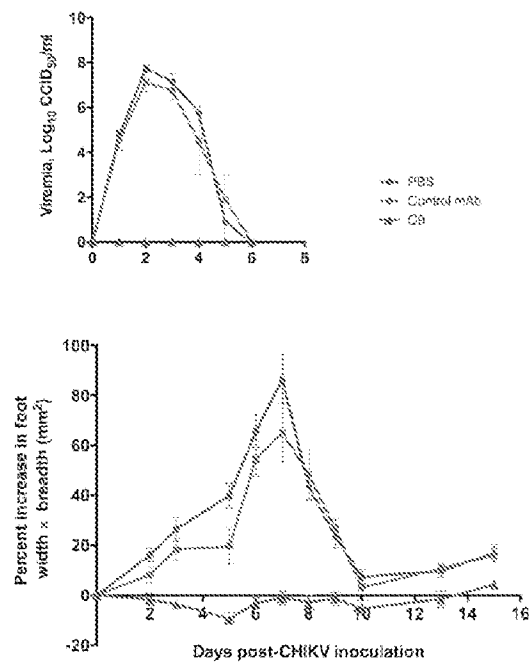 Viremia, Log10 CCID50/ml
10
8
6
4
2
0
0 2 4 6 8
PBS
Control mAb
C9
Percent increase in foot
width × breadth (mm²)
100
80
60
40
20
0
-20
2 4 6 8 10 12 14 16
Days post-CHIKV inoculation